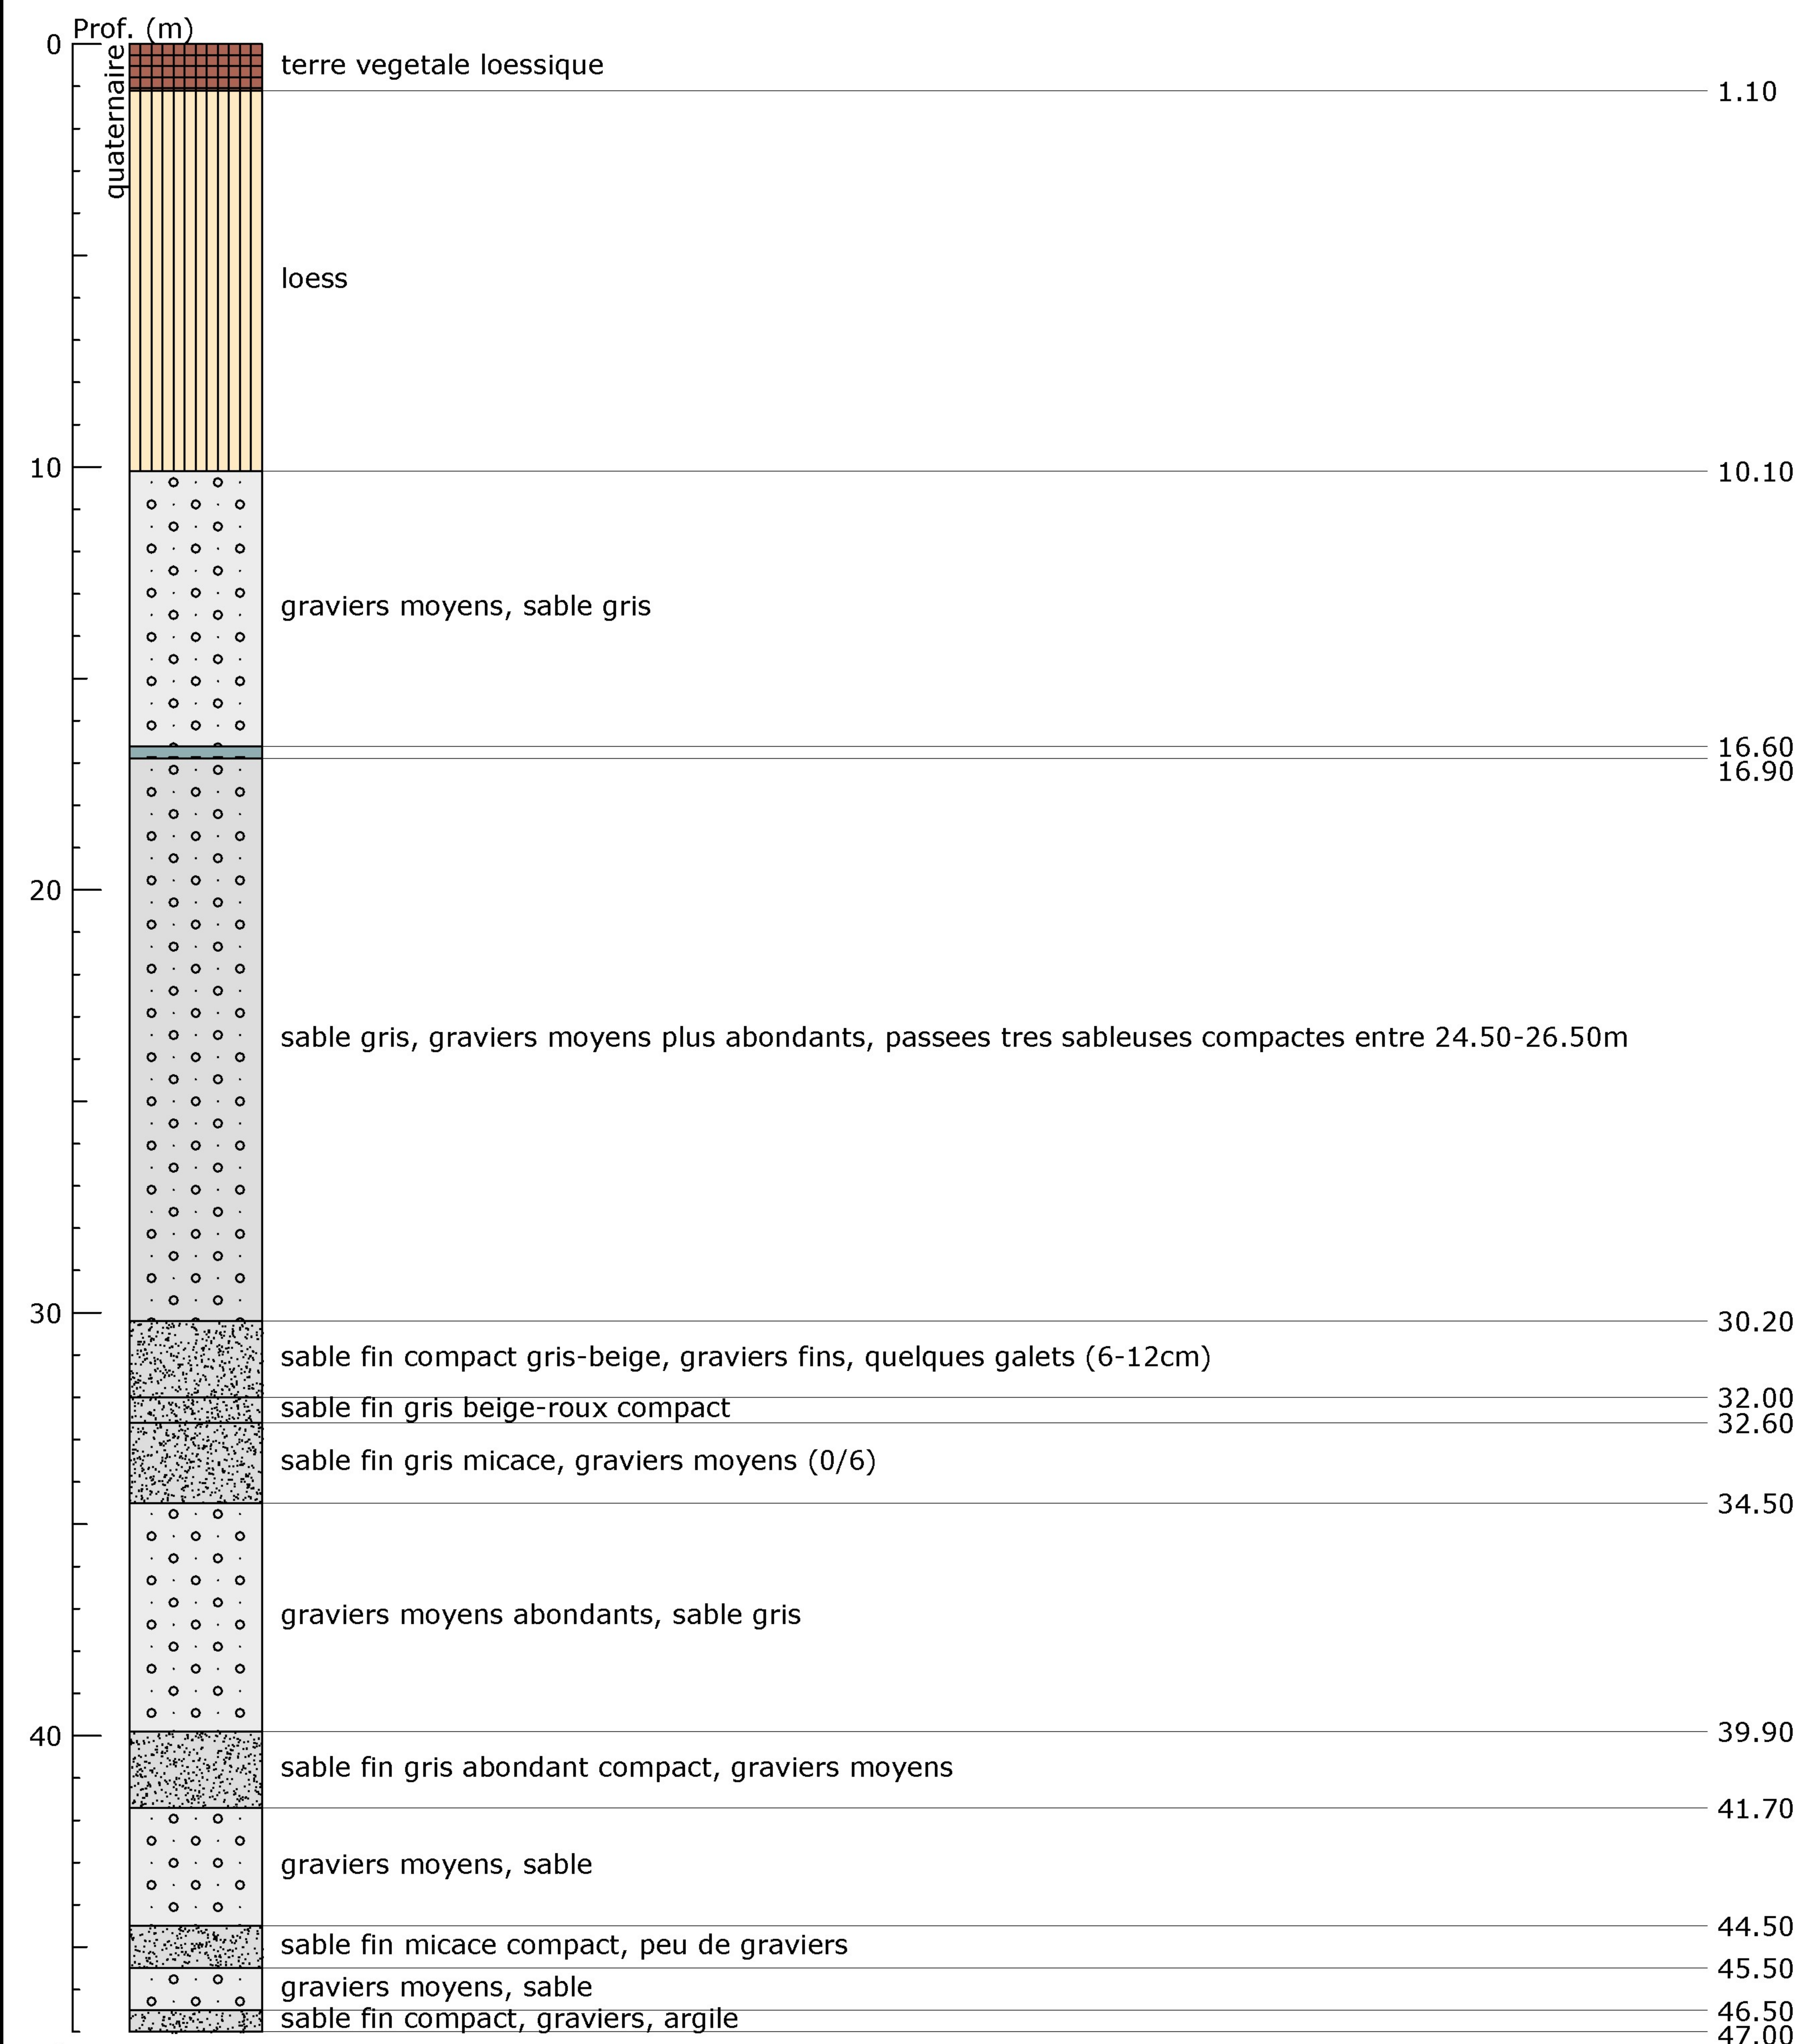 Prof. (m)
0
quaternaire
terre vegetale loessique
1.10
loess
10
10.10
graviers moyens, sable gris
16.60
16.90
20
sable gris, graviers moyens plus abondants, passees tres sableuses compactes entre 24.50-26.50m
30
30.20
sable fin compact gris-beige, graviers fins, quelques galets (6-12cm)
32.00
sable fin gris beige-roux compact
32.60
sable fin gris micace, graviers moyens (0/6)
34.50
graviers moyens abondants, sable gris
40
39.90
sable fin gris abondant compact, graviers moyens
41.70
graviers moyens, sable
44.50
sable fin micace compact, peu de graviers
45.50
graviers moyens, sable
46.50
sable fin compact, graviers, argile
47.00